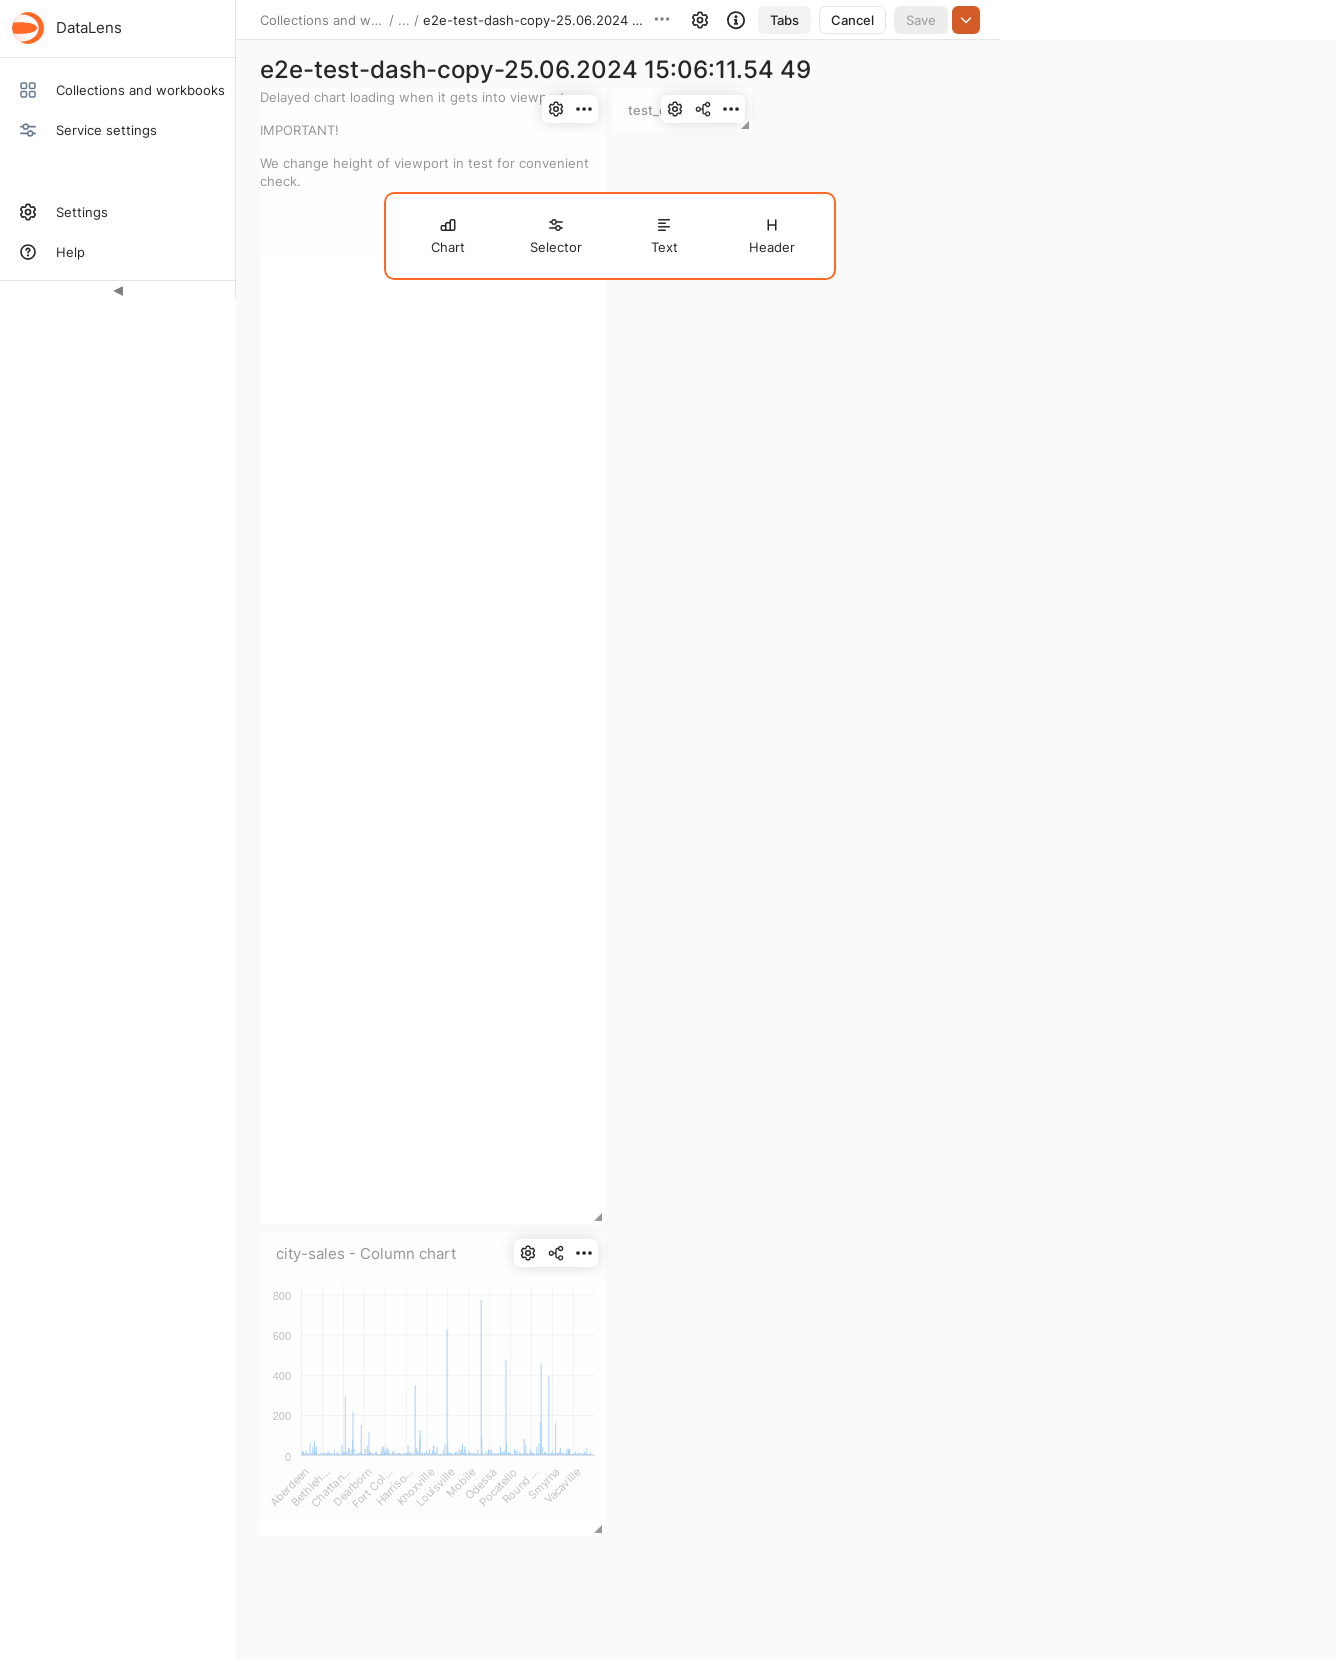 DataLens
Collections and workbooks
Service settings
Settings
Help
Collections and w... / ... / e2e-test-dash-copy-25.06.2024 ...
Tabs
Cancel
Save
e2e-test-dash-copy-25.06.2024 15:06:11.54 49
Delayed chart loading when it gets into
IMPORTANT!
We change height of viewport in test for convenient
check.
Chart
Selector
Text
Header
city-sales - Column chart
800
600
400
200
0
Aberdeen
Bethleh...
Chattan...
Dearborn
Fort Col...
Harriso...
Knoxville
Louisville
Mobile
Odessa
Pocatello
Round ...
Smyrna
Vacaville